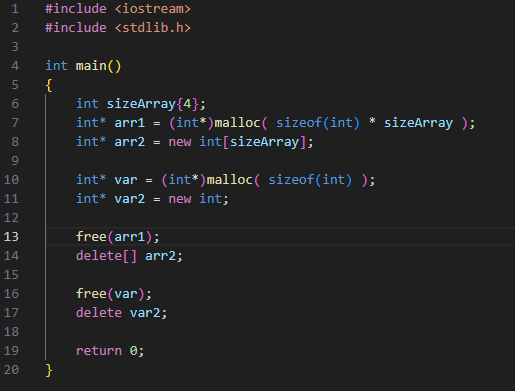 1 #include <iostream>
2 #include <stdlib.h>
3
4 int main()
5 {
6     int sizeArray{4};
7     int* arr1 = (int*)malloc( sizeof(int) * sizeArray );
8     int* arr2 = new int[sizeArray];
9
10     int* var = (int*)malloc( sizeof(int) );
11     int* var2 = new int;
12
13     free(arr1);
14     delete[] arr2;
15
16     free(var);
17     delete var2;
18
19     return 0;
20 }